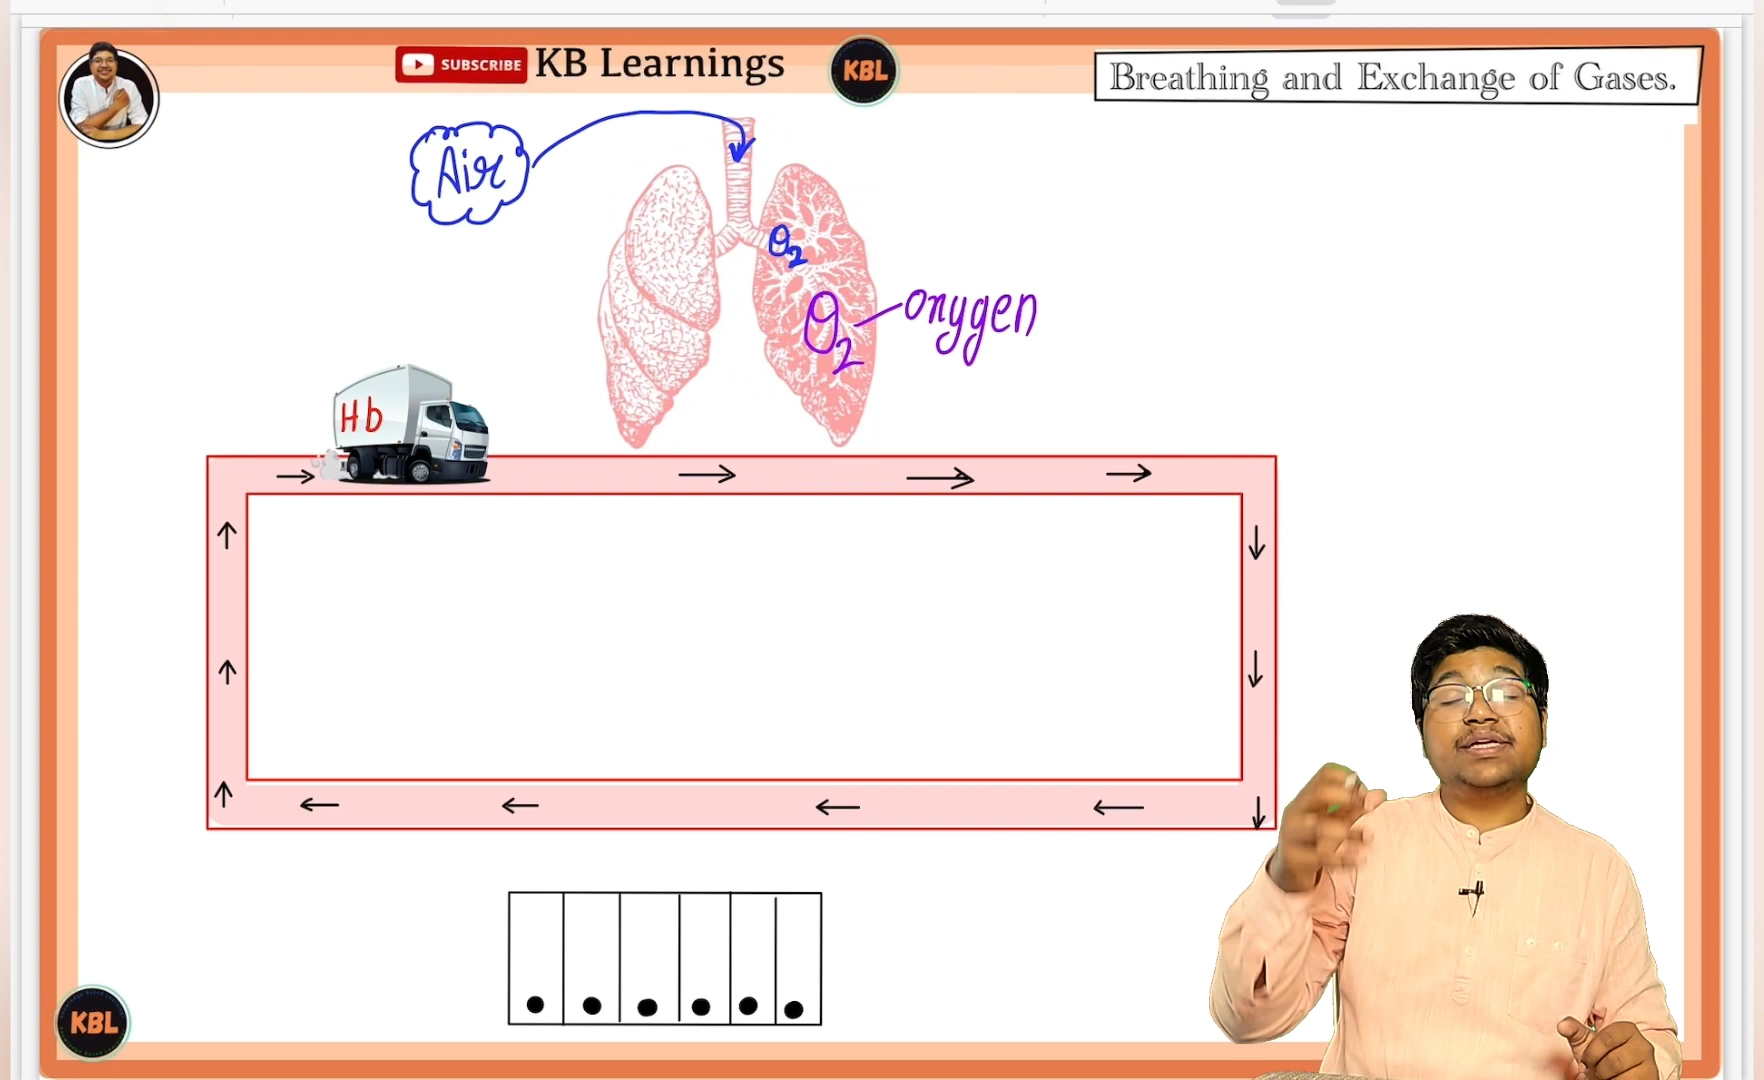 SUBSCRIBE KB Learnings KBL
Breathing and Exchange of Gases.
Air
O2
O2 oxygen
Hb
KBL